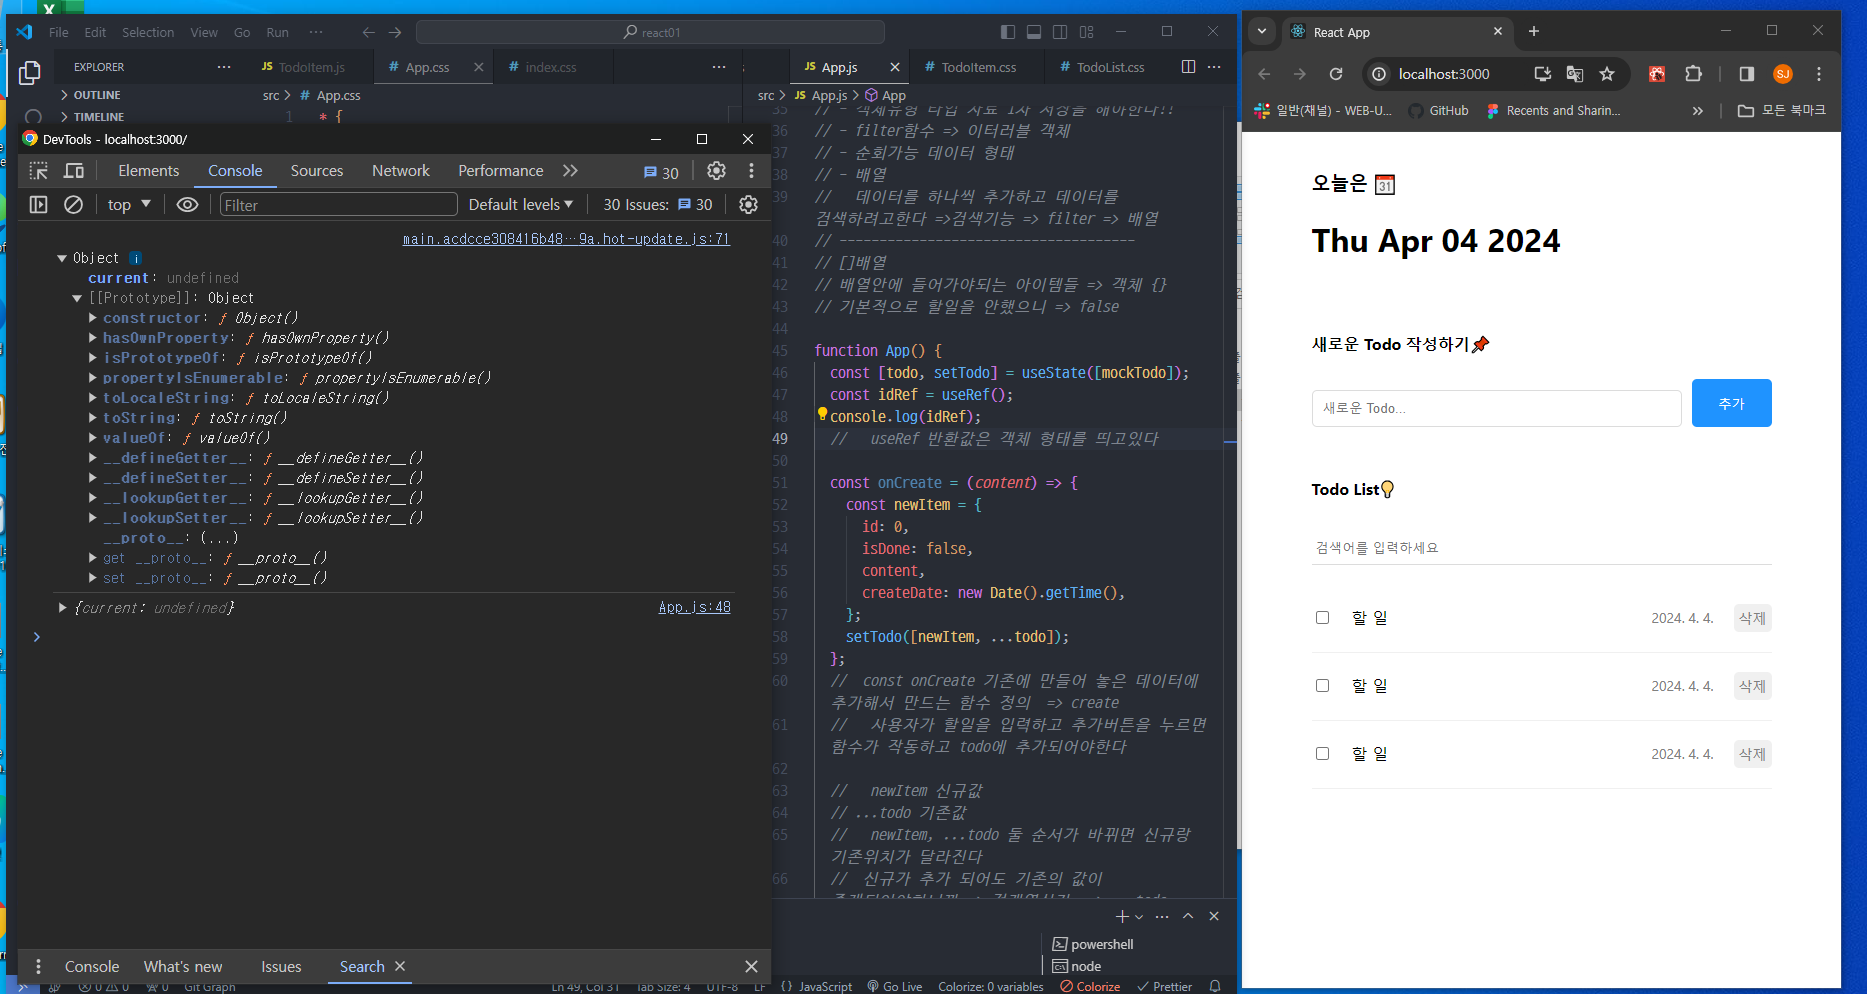 File Edit Selection View Go Run ···
react01
EXPLORER ···
OUTLINE
TIMELINE
JS TodoItem.js
# App.css
# index.css
···
src > # App.css
1 * {
JS App.js
# TodoItem.css
# TodoList.css
···
src > JS App.js > App
36 // - filter함수 => 이터러블 객체
37 // - 순회가능 데이터 형태
38 // - 배열
39 //   데이터를 하나씩 추가하고 데이터를
검색하려고한다 =>검색기능 => filter => 배열
40 // -------------------------------------
41 // []배열
42 // 배열안에 들어가야되는 아이템들 => 객체 {}
43 // 기본적으로 할일을 안했으니 => false
44
45 function App() {
46 const [todo, setTodo] = useState([mockTodo]);
47 const idRef = useRef();
48 console.log(idRef);
49 //   useRef 반환값은 객체 형태를 띄고있다
50
51 const onCreate = (content) => {
52 const newItem = {
53 id: 0,
54 isDone: false,
55 content,
56 createDate: new Date().getTime(),
57 };
58 setTodo([newItem, ...todo]);
59 };
60 //  const onCreate 기존에 만들어 놓은 데이터에
추가해서 만드는 함수 정의  => create
61 //   사용자가 할일을 입력하고 추가버튼을 누르면
함수가 작동하고 todo에 추가되어야한다
62
63 //   newItem 신규값
64 // ...todo 기존값
65 //   newItem, ...todo 둘 순서가 바뀌면 신규랑
기존위치가 달라진다
66 //  신규가 추가 되어도 기존의 값이
···
powershell
node
Ln 49, Col 31 Tab Size: 4 UTF-8 LF {} JavaScript Go Live Colorize: 0 variables Colorize Prettier
0 0 0 Git Graph
DevTools - localhost:3000/
Elements Console Sources Network Performance 30
top Filter Default levels 30 Issues: 30
main.acdcce308416b48…9a.hot-update.js:71
Object i
current: undefined
[[Prototype]]: Object
constructor: ƒ Object()
hasOwnProperty: ƒ hasOwnProperty()
isPrototypeOf: ƒ isPrototypeOf()
propertyIsEnumerable: ƒ propertyIsEnumerable()
toLocaleString: ƒ toLocaleString()
toString: ƒ toString()
valueOf: ƒ valueOf()
__defineGetter__: ƒ __defineGetter__()
__defineSetter__: ƒ __defineSetter__()
__lookupGetter__: ƒ __lookupGetter__()
__lookupSetter__: ƒ __lookupSetter__()
__proto__: (...)
get __proto__: ƒ __proto__()
set __proto__: ƒ __proto__()
{current: undefined} App.js:48
Console What's new Issues Search
React App
localhost:3000
SJ
일반(채널) - WEB-U... GitHub Recents and Sharin... 모든 북마크
오늘은 31
Thu Apr 04 2024
새로운 Todo 작성하기
새로운 Todo...
추가
Todo List
검색어를 입력하세요
할 일 2024. 4. 4. 삭제
할 일 2024. 4. 4. 삭제
할 일 2024. 4. 4. 삭제